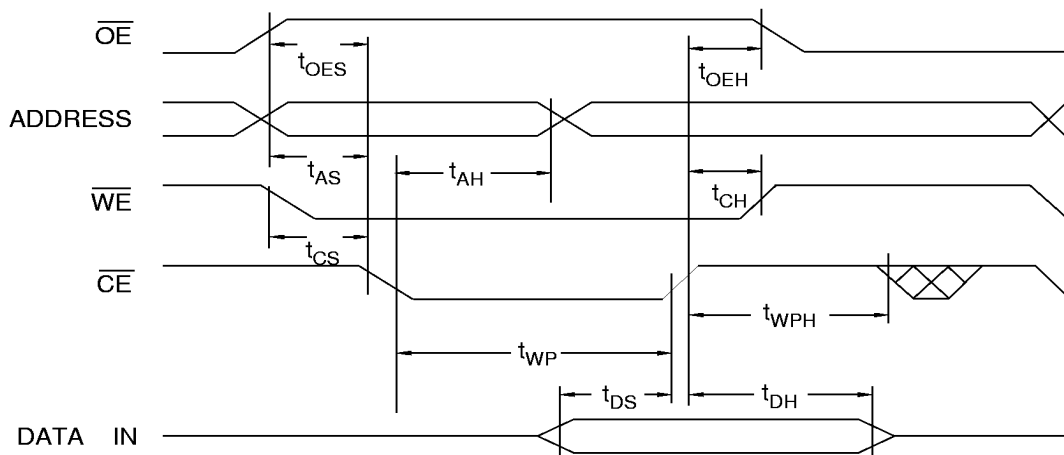 OE
tOES
tOEH
ADDRESS
tAS
tAH
tCH
WE
tCS
CE
tWPH
tWP
tDS
tDH
DATA IN